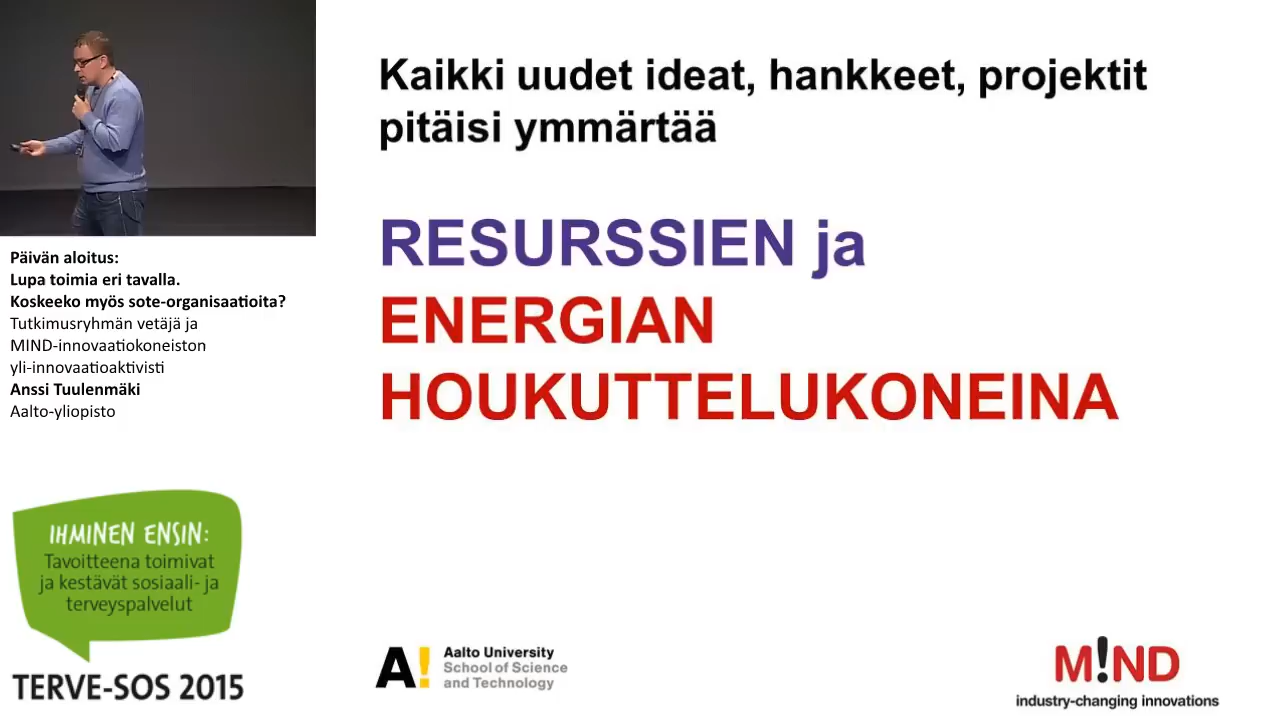 Kaikki uudet ideat, hankkeet, projektit
pitäisi ymmärtää
RESURSSIEN ja
ENERGIAN
HOUKUTTELUKONEINA
Päivän aloitus:
Lupa toimia eri tavalla.
Koskeeko myös sote-organisaatioita?
Tutkimusryhmän vetäjä ja
MIND-innovaatiokoneiston
yli-innovaatioaktivisti
Anssi Tuulenmäki
Aalto-yliopisto
IHMINEN ENSIN:
Tavoitteena toimivat
ja kestävät sosiaali- ja
terveyspalvelut
TERVE-SOS 2015
A! Aalto University
School of Science
and Technology
M!ND
industry-changing innovations